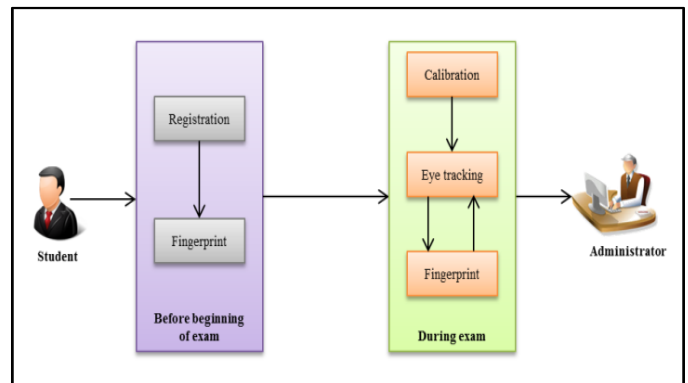 Student
Registration
Fingerprint
Before beginning
of exam
Calibration
Eye tracking
Fingerprint
During exam
Administrator